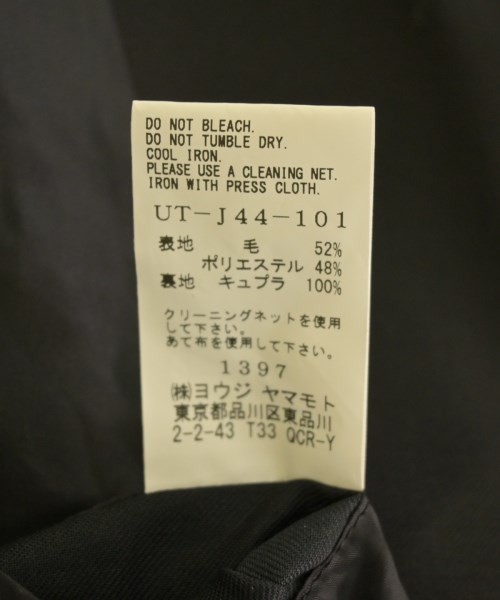 DO NOT BLEACH.
DO NOT TUMBLE DRY.
COOL IRON.
PLEASE USE A CLEANING NET.
IRON WITH PRESS CLOTH.
UT-J44-101
表地 毛 52%
ポリエステル 48%
裏地 キュプラ 100%
クリーニングネットを使用
して下さい。
あて布を使用して下さい。
1397
㈱ヨウジ ヤマモト
東京都品川区東品川
2-2-43 T33 QCR-Y